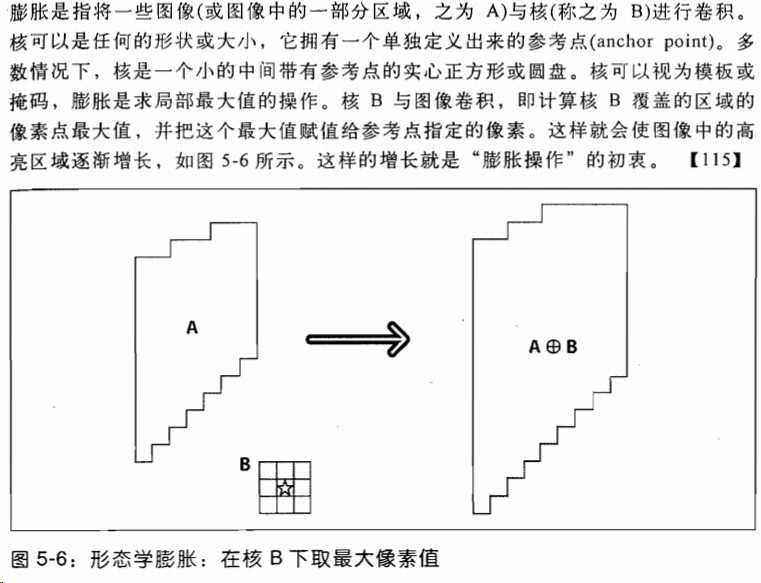 膨胀是指将一些图像(或图像中的一部分区域，之为 A)与核(称之为 B)进行卷积。
核可以是任何的形状或大小，它拥有一个单独定义出来的参考点(anchor point)。多
数情况下，核是一个小的中间带有参考点的实心正方形或圆盘。核可以视为模板或
掩码，膨胀是求局部最大值的操作。核 B 与图像卷积，即计算核 B 覆盖的区域的
像素点最大值，并把这个最大值赋值给参考点指定的像素。这样就会使图像中的高
亮区域逐渐增长，如图 5-6 所示。这样的增长就是“膨胀操作”的初衷。 【115】
A
A ⊕ B
B
图 5-6：形态学膨胀：在核 B 下取最大像素值